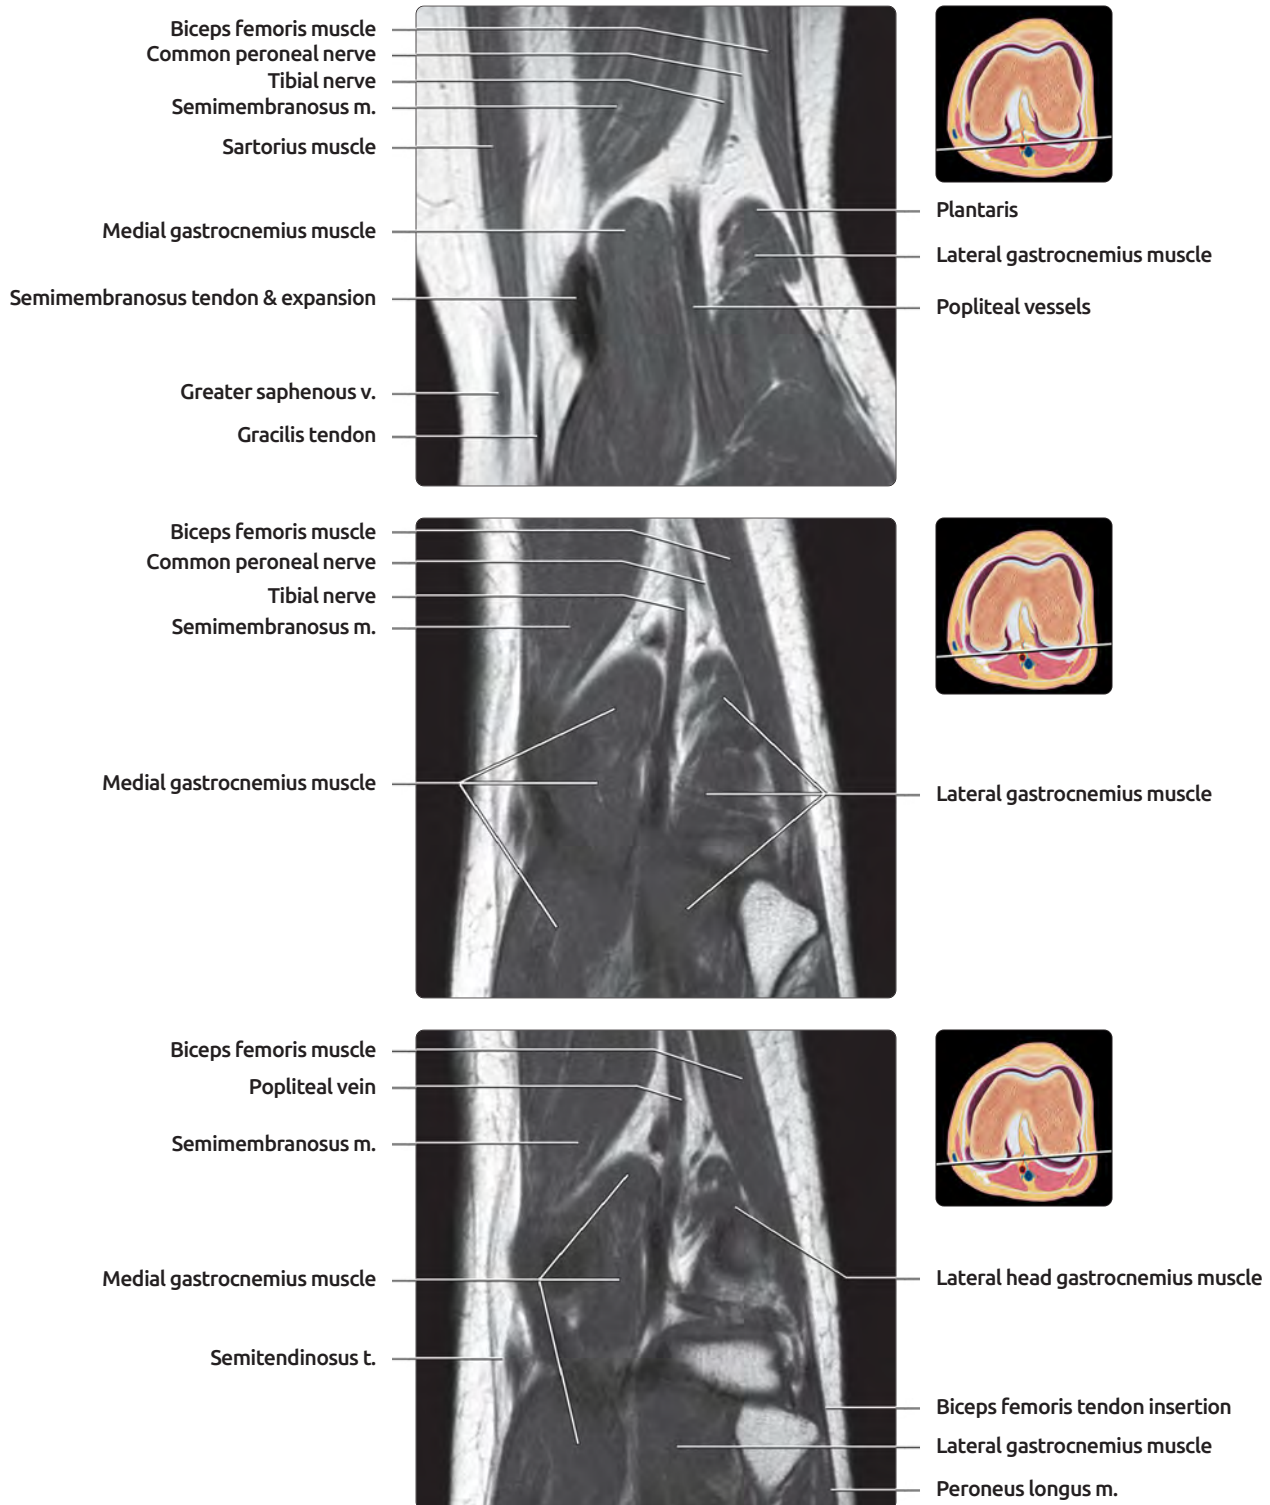 Biceps femoris muscle
Common peroneal nerve
Tibial nerve
Semimembranosus m.
Sartorius muscle
Medial gastrocnemius muscle
Semimembranosus tendon & expansion
Greater saphenous v.
Gracilis tendon
Plantaris
Lateral gastrocnemius muscle
Popliteal vessels
Biceps femoris muscle
Common peroneal nerve
Tibial nerve
Semimembranosus m.
Medial gastrocnemius muscle
Lateral gastrocnemius muscle
Biceps femoris muscle
Popliteal vein
Semimembranosus m.
Medial gastrocnemius muscle
Semitendinosus t.
Lateral head gastrocnemius muscle
Biceps femoris tendon insertion
Lateral gastrocnemius muscle
Peroneus longus m.